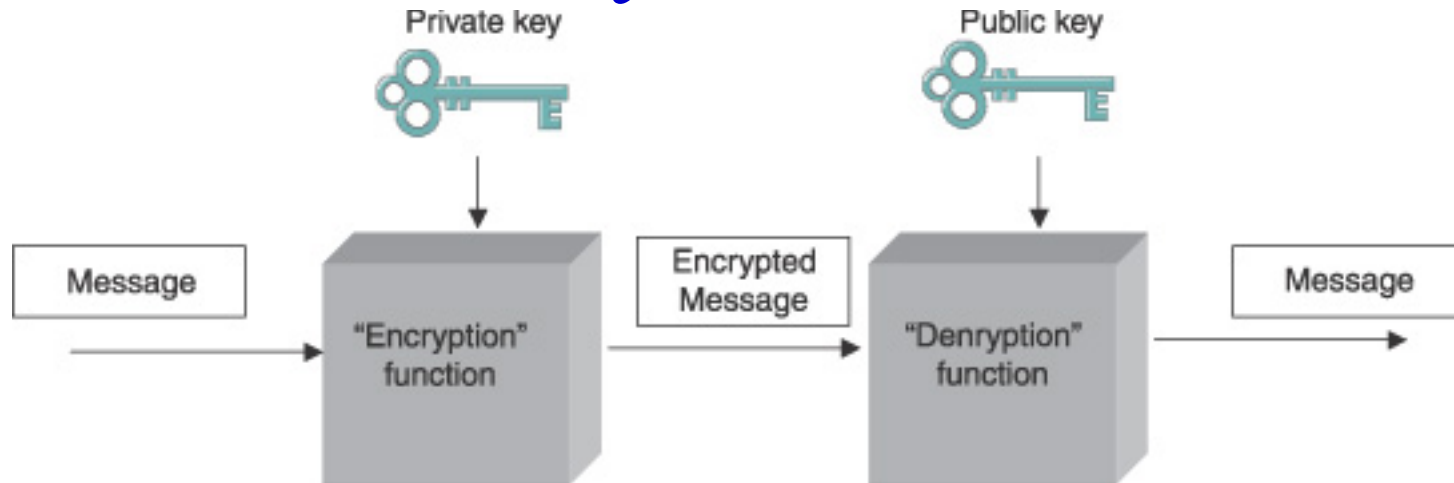 Private key
Public key
Message
Encrypted
Message
Message
“Encryption”
function
“Denryption”
function